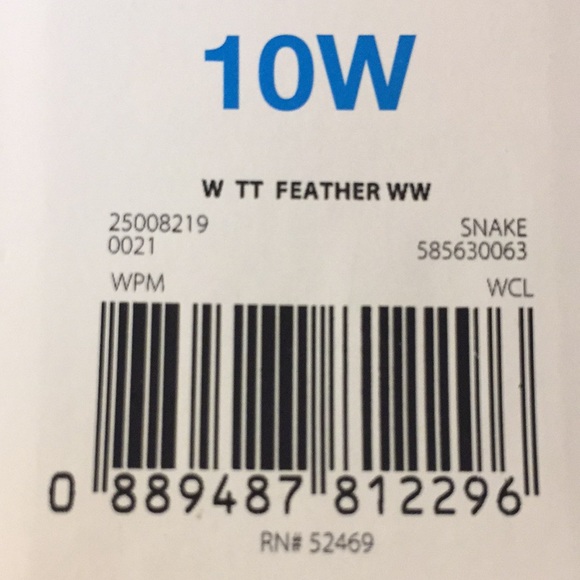 10W
W TT FEATHER WW
25008219 SNAKE
0021 585630063
WPM WCL
0 889487 812296
RN# 52469